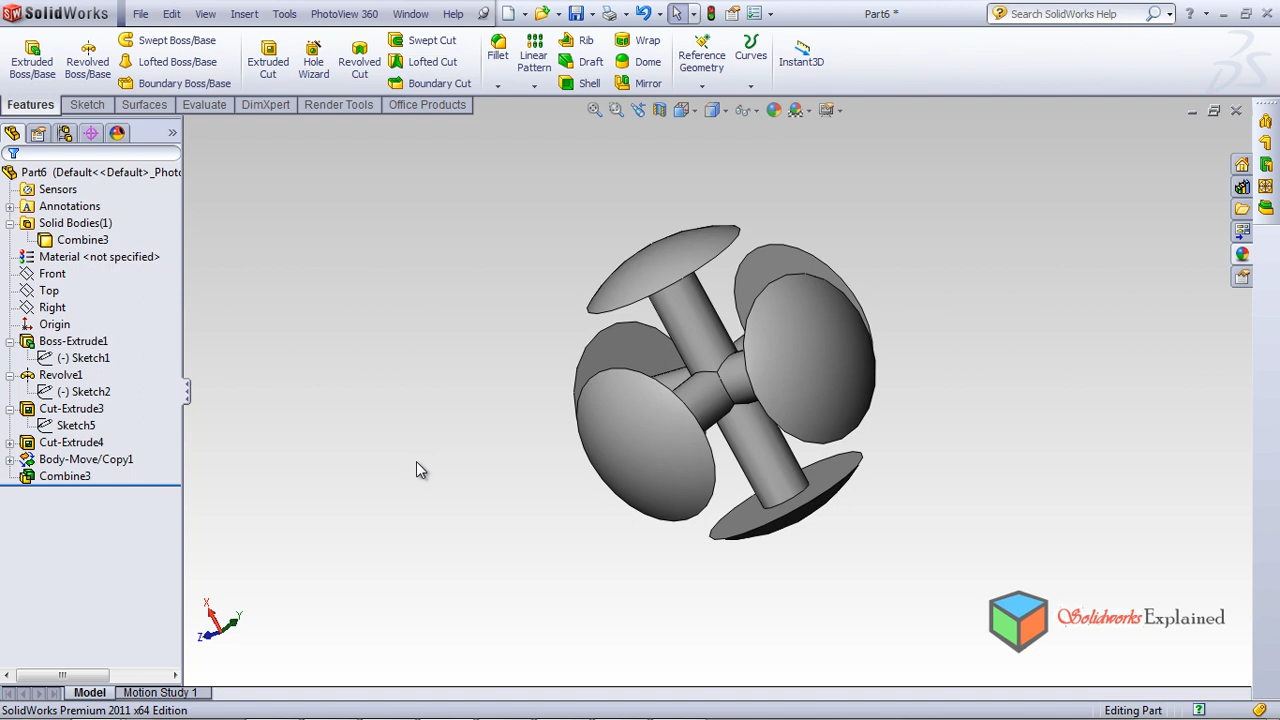 SolidWorks File Edit View Insert Tools PhotoView 360 Window Help Part6 * Search SolidWorks Help
Extruded Boss/Base
Revolved Boss/Base
Swept Boss/Base
Lofted Boss/Base
Boundary Boss/Base
Extruded Cut
Hole Wizard
Revolved Cut
Swept Cut
Lofted Cut
Boundary Cut
Fillet
Linear Pattern
Rib
Draft
Shell
Wrap
Dome
Mirror
Reference Geometry
Curves
Instant3D
Features Sketch Surfaces Evaluate DimXpert Render Tools Office Products
Part6 (Default<<Default>_Photo
Sensors
Annotations
Solid Bodies(1)
Combine3
Material <not specified>
Front
Top
Right
Origin
Boss-Extrude1
(-) Sketch1
Revolve1
(-) Sketch2
Cut-Extrude3
Sketch5
Cut-Extrude4
Body-Move/Copy1
Combine3
X
Y
Z
Solidworks Explained
Model Motion Study 1
SolidWorks Premium 2011 x64 Edition Editing Part